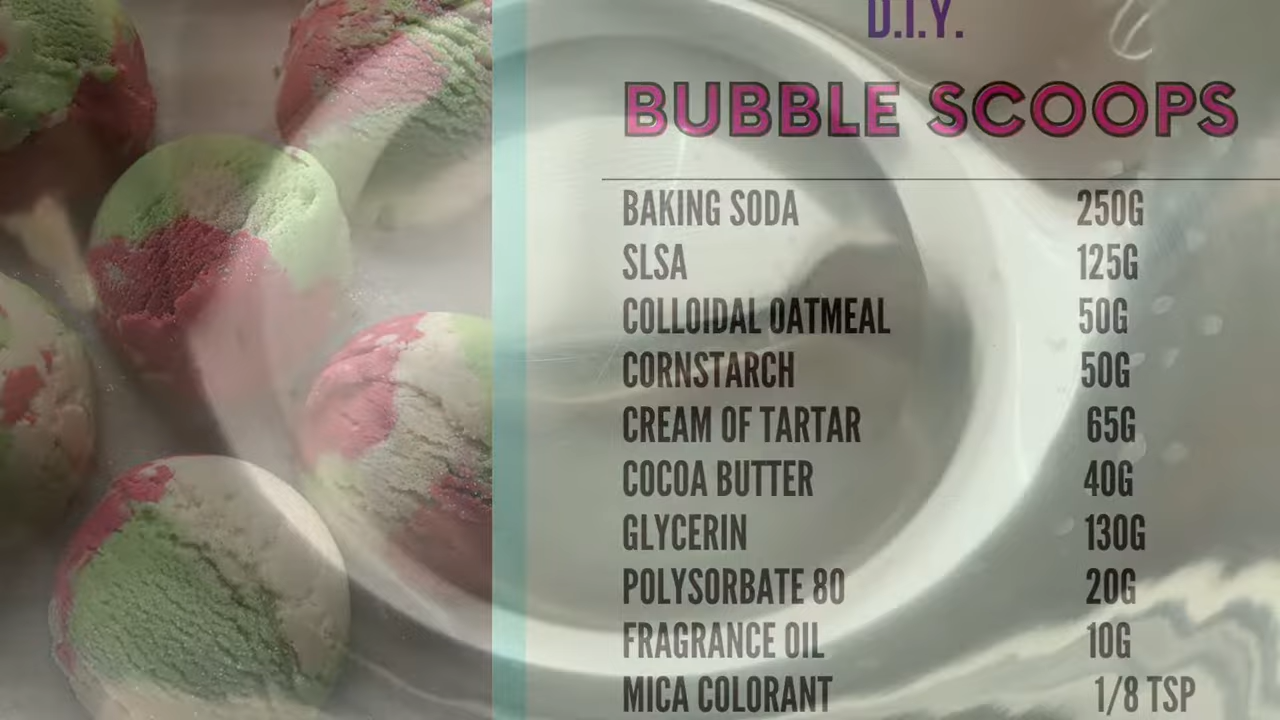 D.I.Y.
BUBBLE SCOOPS
BAKING SODA 250G
SLSA 125G
COLLOIDAL OATMEAL 50G
CORNSTARCH 50G
CREAM OF TARTAR 65G
COCOA BUTTER 40G
GLYCERIN 130G
POLYSORBATE 80 20G
FRAGRANCE OIL 10G
MICA COLORANT 1/8 TSP